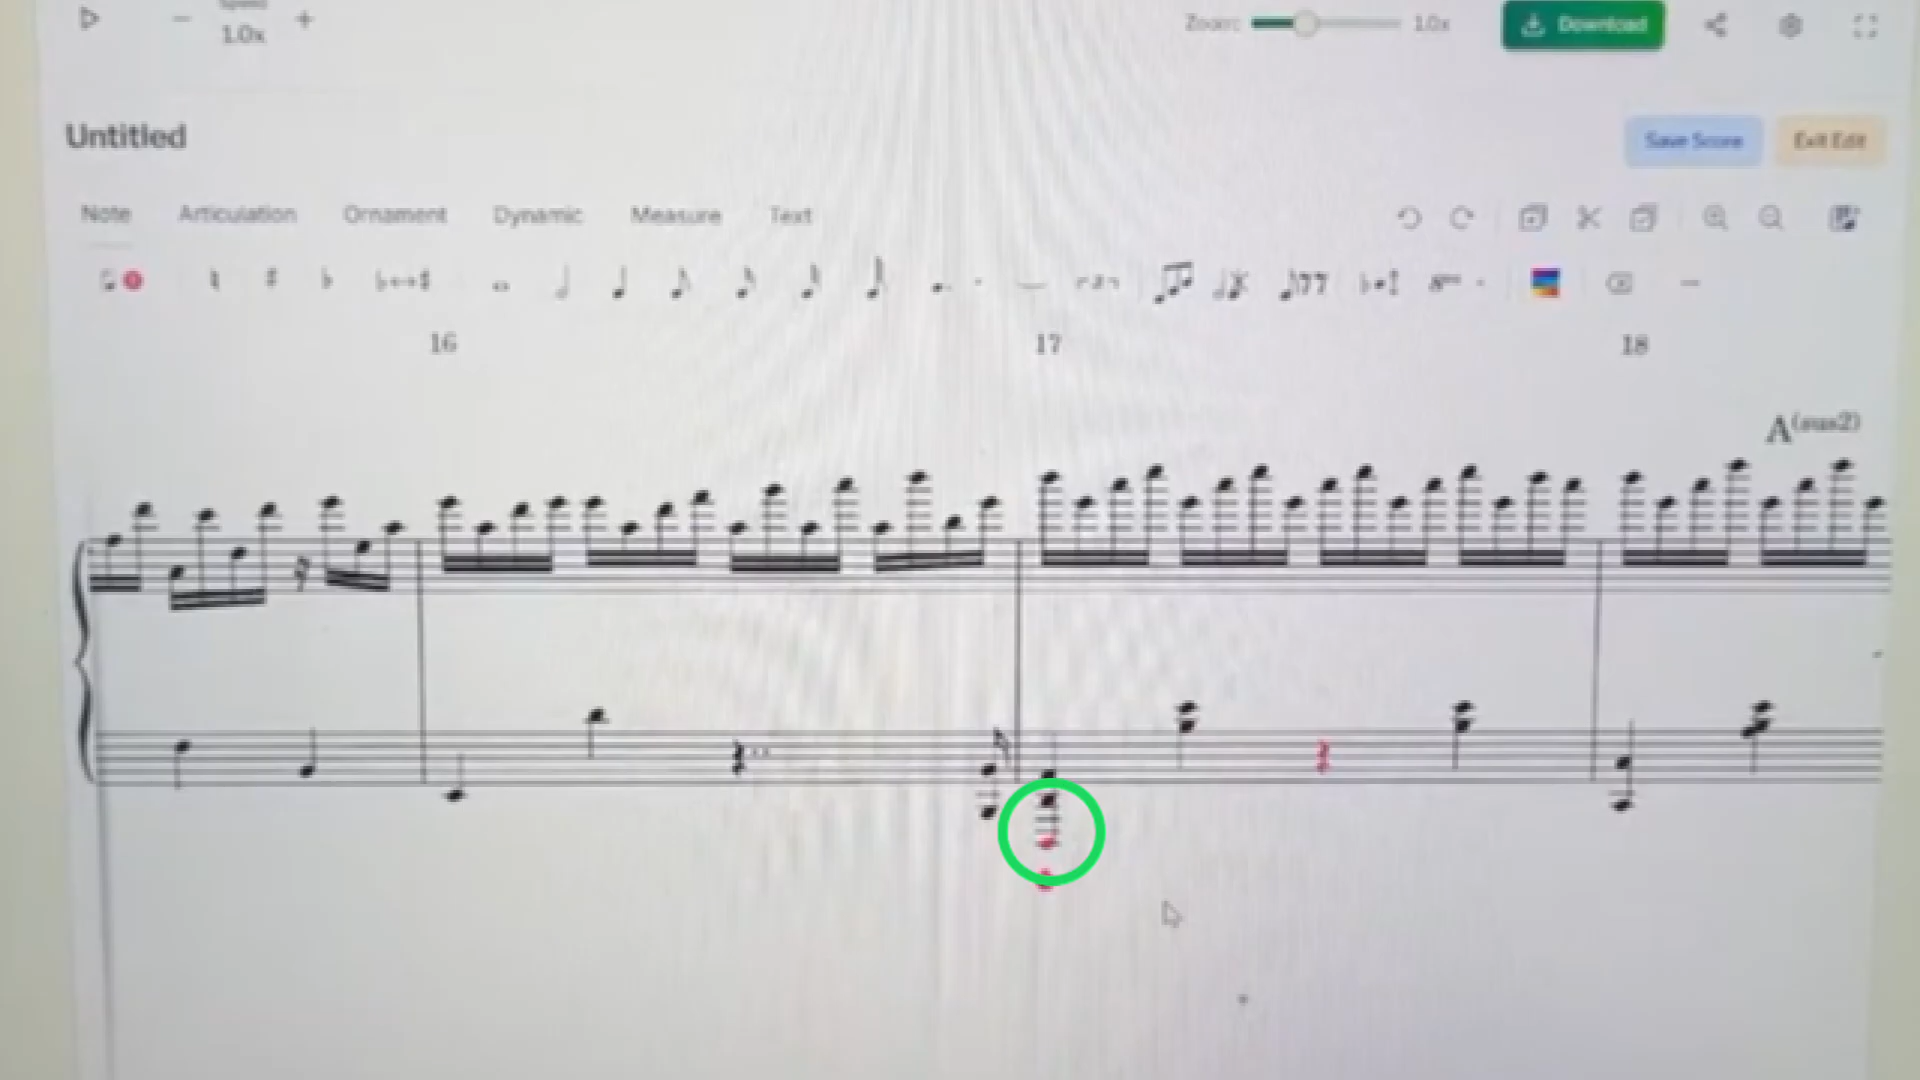 Speed
1.0x
Zoom:
1.0x
Download
Untitled
Save Score
Exit Edit
Note
Articulation
Ornament
Dynamic
Measure
Text
16
17
18
A(sus2)